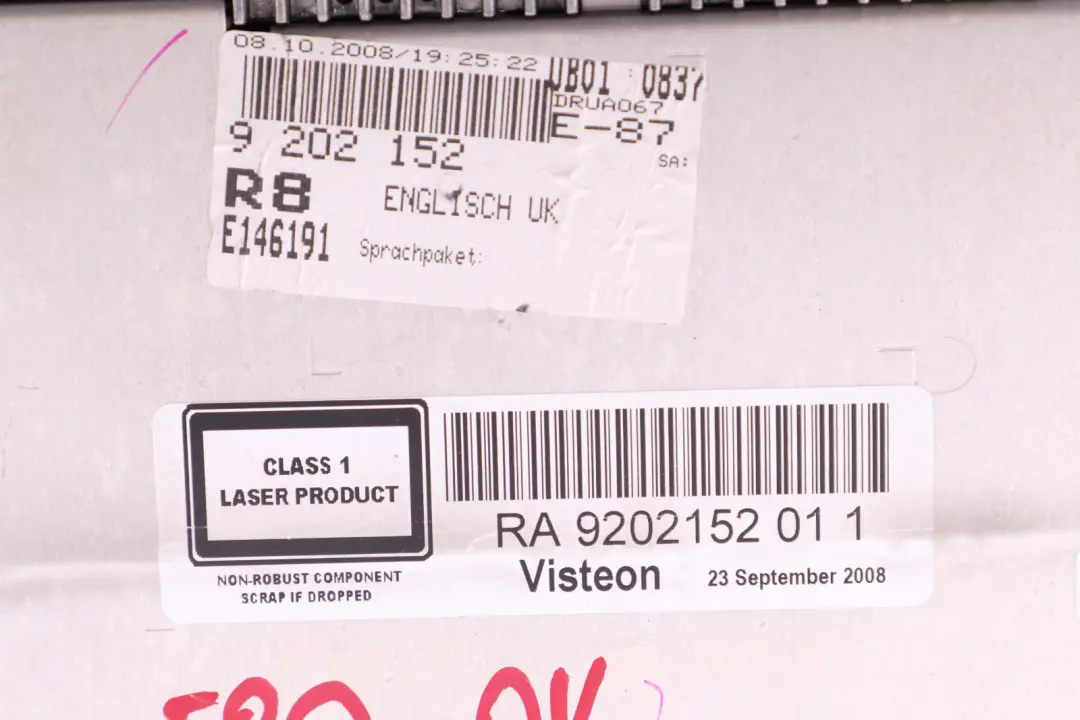 08.10.2008/19:25:22
UB01 : 0837
DRUA067
E-87
9 202 152
SA:
R8
ENGLISCH UK
E146191
Sprachpaket:
CLASS 1
LASER PRODUCT
NON-ROBUST COMPONENT
SCRAP IF DROPPED
RA 9202152 01 1
Visteon
23 September 2008
OK